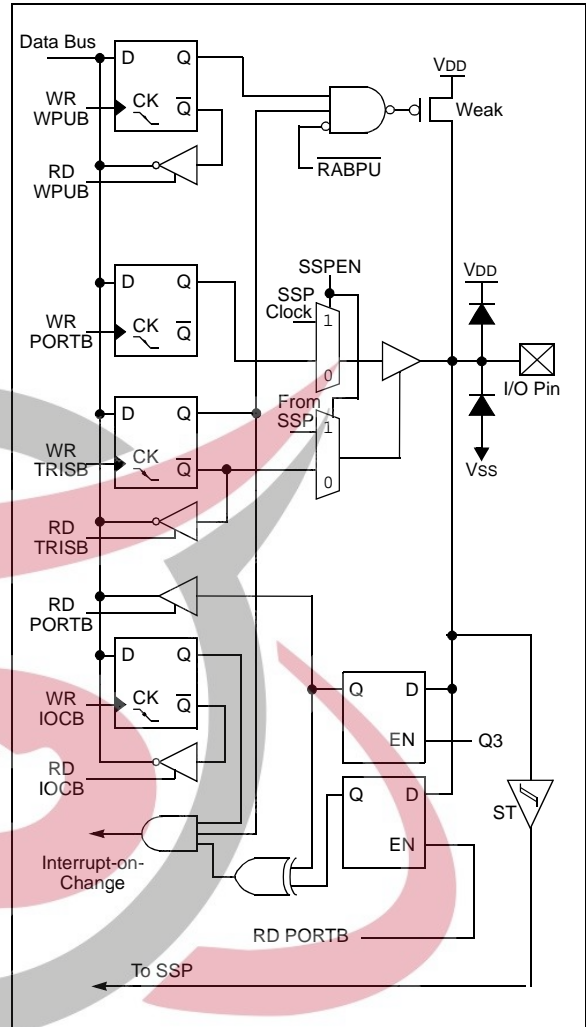 Data Bus
D Q
VDD
WR
WPUB
CK
Q
Weak
RD
WPUB
RABPU
SSPEN
D Q
SSP
Clock
VDD
1
WR
PORTB
CK
Q
0
I/O Pin
From
SSP
D Q
1
WR
TRISB
CK
Q
VSS
0
RD
TRISB
RD
PORTB
D Q
WR
IOCB
CK
Q
Q D
EN
Q3
RD
IOCB
Q D
ST
EN
Interrupt-on-
Change
RD PORTB
To SSP